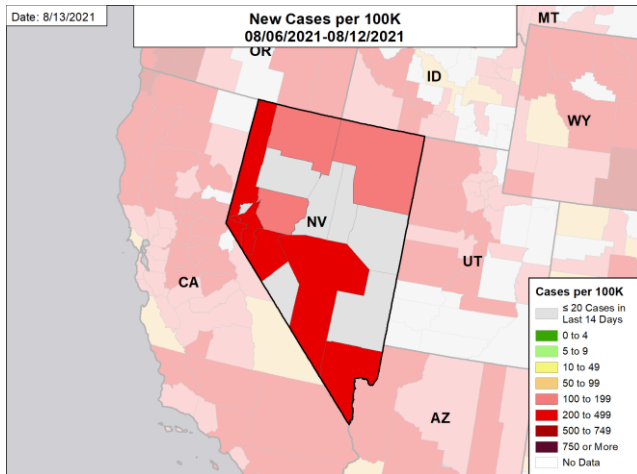 Date: 8/13/2021
New Cases per 100K
08/06/2021-08/12/2021
MT
OR
ID
WY
NV
UT
CA
AZ
Cases per 100K
≤ 20 Cases in
Last 14 Days
0 to 4
5 to 9
10 to 49
50 to 99
100 to 199
200 to 499
500 to 749
750 or More
No Data